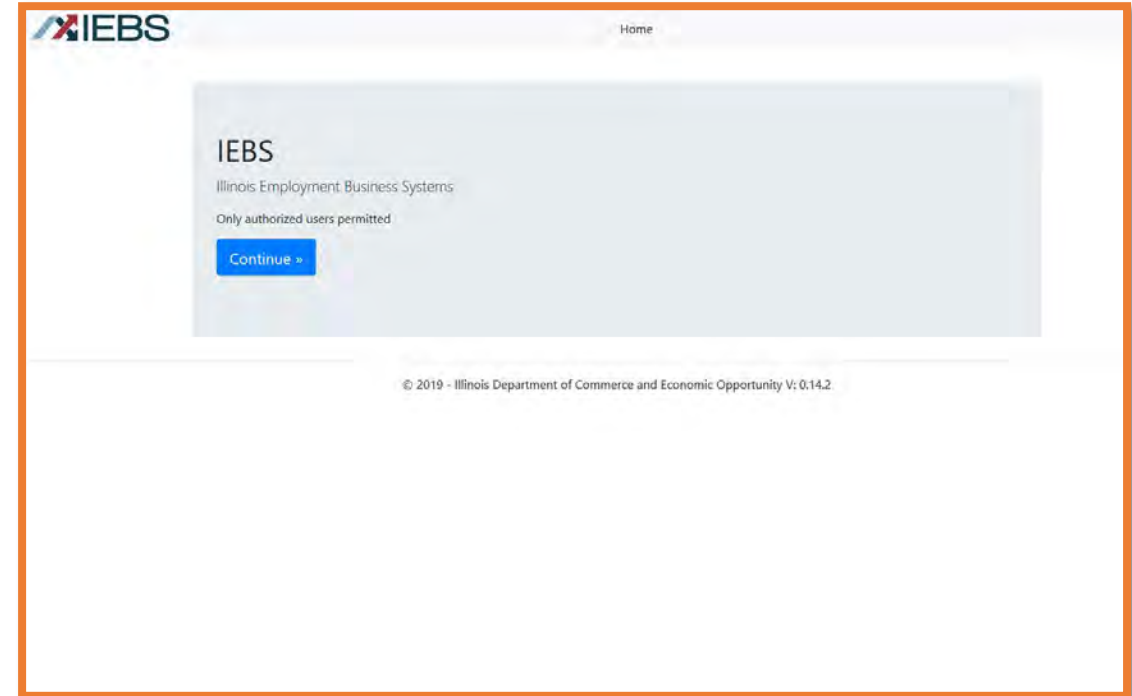 IEBS
Home
IEBS
Illinois Employment Business Systems
Only authorized users permitted
Continue »
© 2019 - Illinois Department of Commerce and Economic Opportunity V: 0.14.2